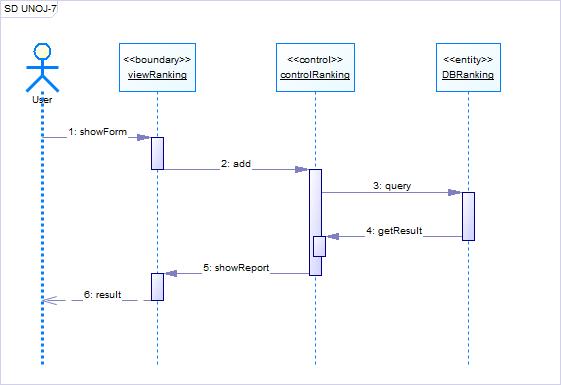 SD UNOJ-7
<<boundary>>
viewRanking
<<control>>
controlRanking
<<entity>>
DBRanking
User
1: showForm
2: add
3: query
4: getResult
5: showReport
6: result